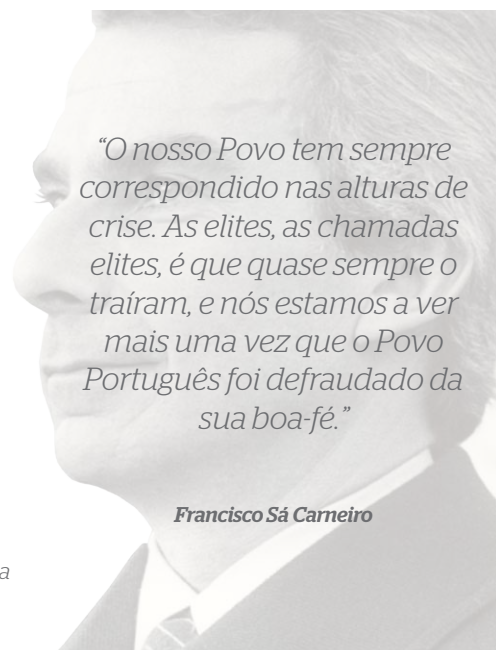 “O nosso Povo tem sempre
correspondido nas alturas de
crise. As elites, as chamadas
elites, é que quase sempre o
traíram, e nós estamos a ver
mais uma vez que o Povo
Português foi defraudado da
sua boa-fé.”
Francisco Sá Carneiro
a